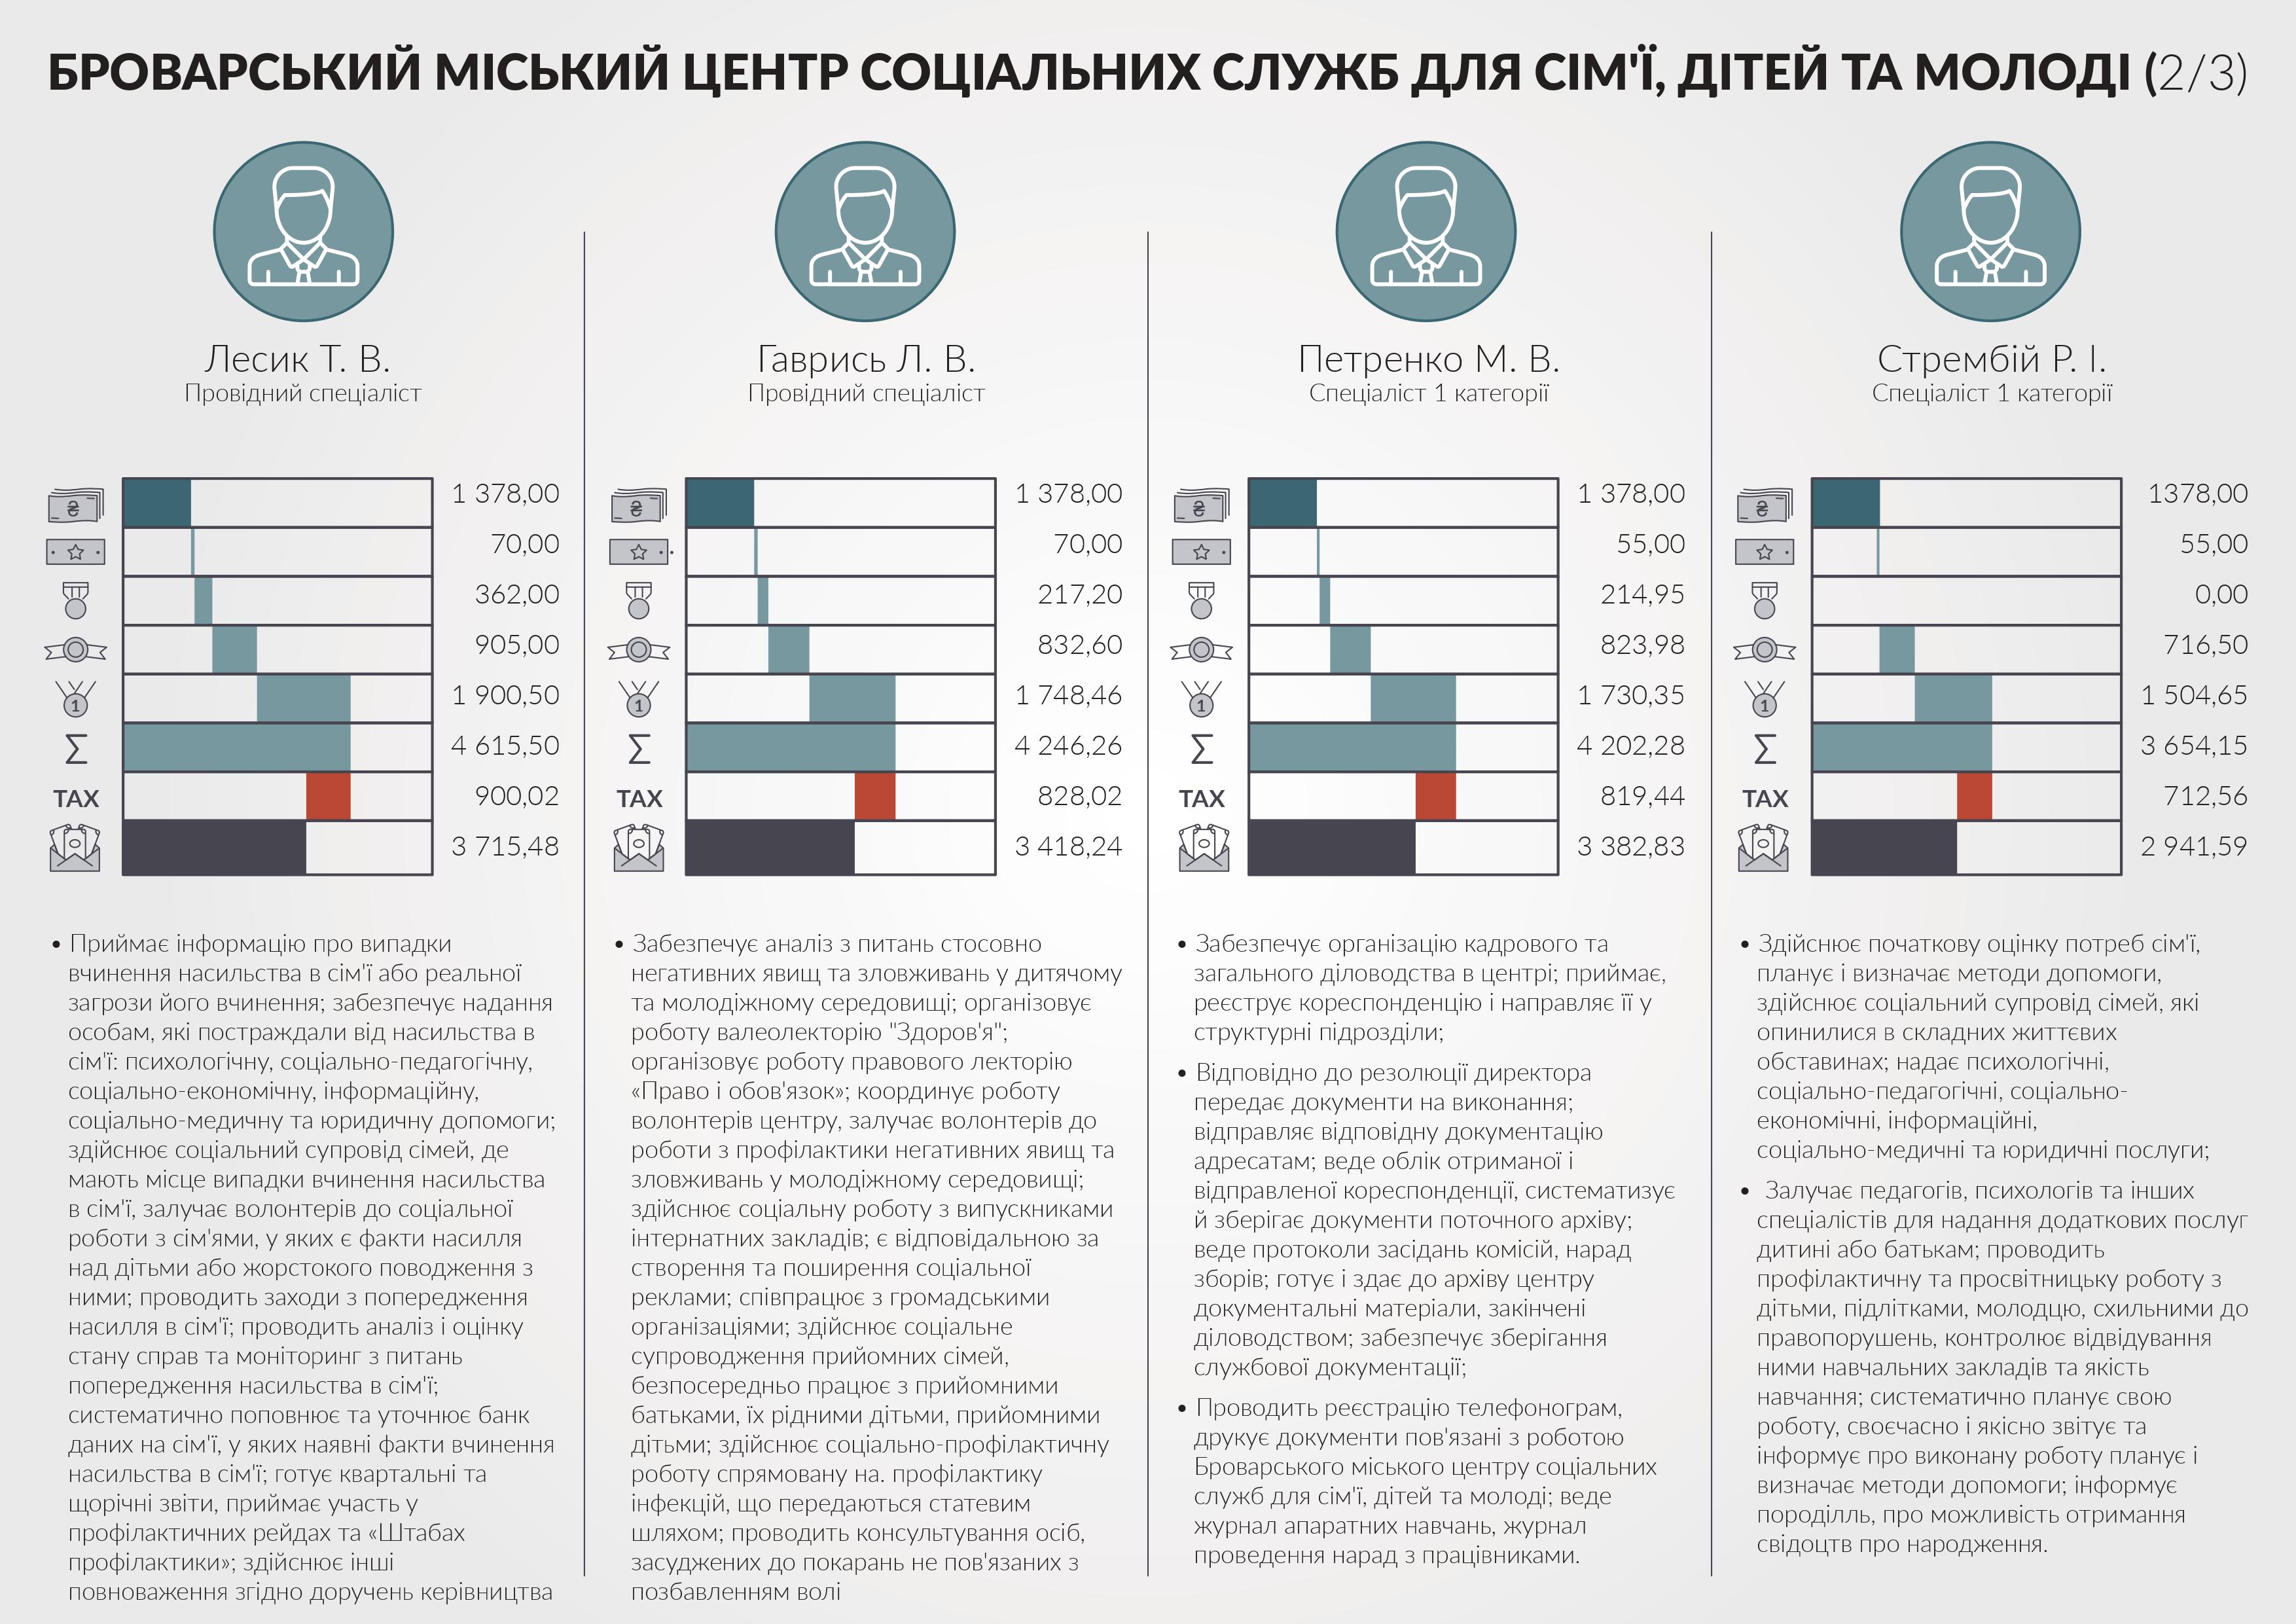 БРОВАРСЬКИЙ МІСЬКИЙ ЦЕНТР СОЦІАЛЬНИХ СЛУЖБ ДЛЯ СІМ'Ї, ДІТЕЙ ТА МОЛОДІ (2/3)
Лесик Т. В.
Провідний спеціаліст
₴ 1 378,00
70,00
362,00
905,00
1 1 900,50
Σ 4 615,50
TAX 900,02
3 715,48
• Приймає інформацію про випадки
вчинення насильства в сім'ї або реальної
загрози його вчинення; забезпечує надання
особам, які постраждали від насильства в
сім'ї: психологічну, соціально-педагогічну,
соціально-економічну, інформаційну,
соціально-медичну та юридичну допомоги;
здійснює соціальний супровід сімей, де
мають місце випадки вчинення насильства
в сім'ї, залучає волонтерів до соціальної
роботи з сім'ями, у яких є факти насилля
над дітьми або жорстокого поводження з
ними; проводить заходи з попередження
насилля в сім'ї; проводить аналіз і оцінку
стану справ та моніторинг з питань
попередження насильства в сім'ї;
систематично поповнює та уточнює банк
даних на сім'ї, у яких наявні факти вчинення
насильства в сім'ї; готує квартальні та
щорічні звіти, приймає участь у
профілактичних рейдах та «Штабах
профілактики»; здійснює інші
повноваження згідно доручень керівництва
Гаврись Л. В.
Провідний спеціаліст
₴ 1 378,00
70,00
217,20
832,60
1 1 748,46
Σ 4 246,26
TAX 828,02
3 418,24
• Забезпечує аналіз з питань стосовно
негативних явищ та зловживань у дитячому
та молодіжному середовищі; організовує
роботу валеолекторію "Здоров'я";
організовує роботу правового лекторію
«Право і обов'язок»; координує роботу
волонтерів центру, залучає волонтерів до
роботи з профілактики негативних явищ та
зловживань у молодіжному середовищі;
здійснює соціальну роботу з випускниками
інтернатних закладів; є відповідальною за
створення та поширення соціальної
реклами; співпрацює з громадськими
організаціями; здійснює соціальне
супроводження прийомних сімей,
безпосередньо працює з прийомними
батьками, їх рідними дітьми, прийомними
дітьми; здійснює соціально-профілактичну
роботу спрямовану на. профілактику
інфекцій, що передаються статевим
шляхом; проводить консультування осіб,
засуджених до покарань не пов'язаних з
позбавленням волі
Петренко М. В.
Спеціаліст 1 категорії
₴ 1 378,00
55,00
214,95
823,98
1 1 730,35
Σ 4 202,28
TAX 819,44
3 382,83
• Забезпечує організацію кадрового та
загального діловодства в центрі; приймає,
реєструє кореспонденцію і направляє її у
структурні підрозділи;
• Відповідно до резолюції директора
передає документи на виконання;
відправляє відповідну документацію
адресатам; веде облік отриманої і
відправленої кореспонденції, систематизує
й зберігає документи поточного архіву;
веде протоколи засідань комісій, нарад
зборів; готує і здає до архіву центру
документальні матеріали, закінчені
діловодством; забезпечує зберігання
службової документації;
• Проводить реєстрацію телефонограм,
друкує документи пов'язані з роботою
Броварського міського центру соціальних
служб для сім'ї, дітей та молоді; веде
журнал апаратних навчань, журнал
проведення нарад з працівниками.
Стрембій Р. І.
Спеціаліст 1 категорії
₴ 1378,00
55,00
0,00
716,50
1 1 504,65
Σ 3 654,15
TAX 712,56
2 941,59
• Здійснює початкову оцінку потреб сім'ї,
планує і визначає методи допомоги,
здійснює соціальний супровід сімей, які
опинилися в складних життєвих
обставинах; надає психологічні,
соціально-педагогічні, соціально-
економічні, інформаційні,
соціально-медичні та юридичні послуги;
• Залучає педагогів, психологів та інших
спеціалістів для надання додаткових послуг
дитині або батькам; проводить
профілактичну та просвітницьку роботу з
дітьми, підлітками, молодцю, схильними до
правопорушень, контролює відвідування
ними навчальних закладів та якість
навчання; систематично планує свою
роботу, своєчасно і якісно звітує та
інформує про виконану роботу планує і
визначає методи допомоги; інформує
породілль, про можливість отримання
свідоцтв про народження.